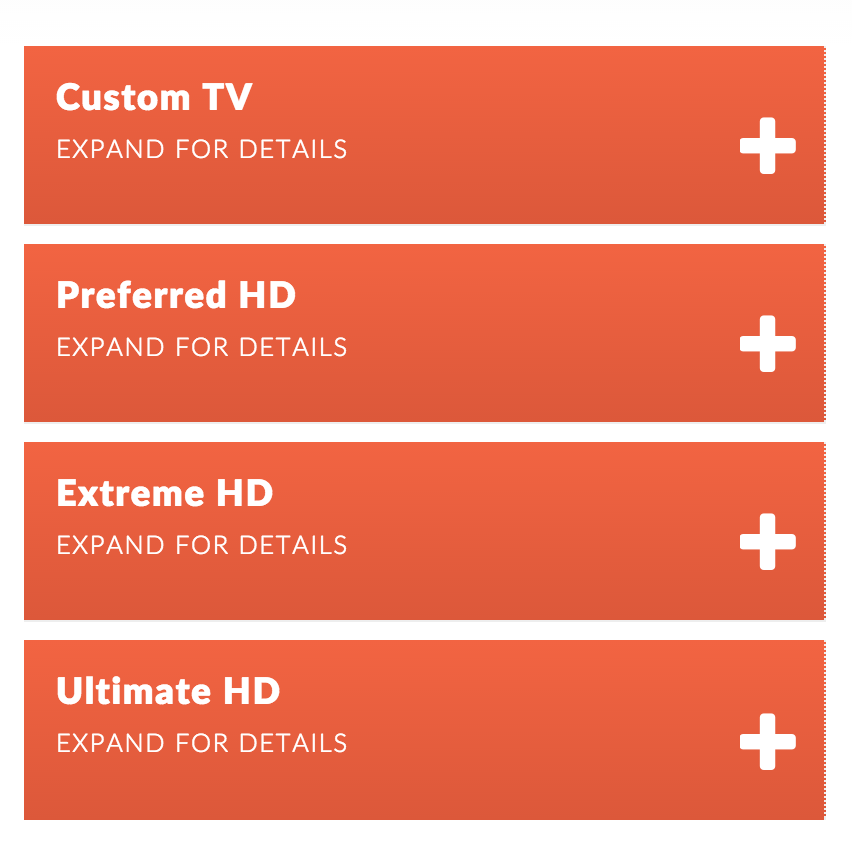 Custom TV
EXPAND FOR DETAILS
Preferred HD
EXPAND FOR DETAILS
Extreme HD
EXPAND FOR DETAILS
Ultimate HD
EXPAND FOR DETAILS